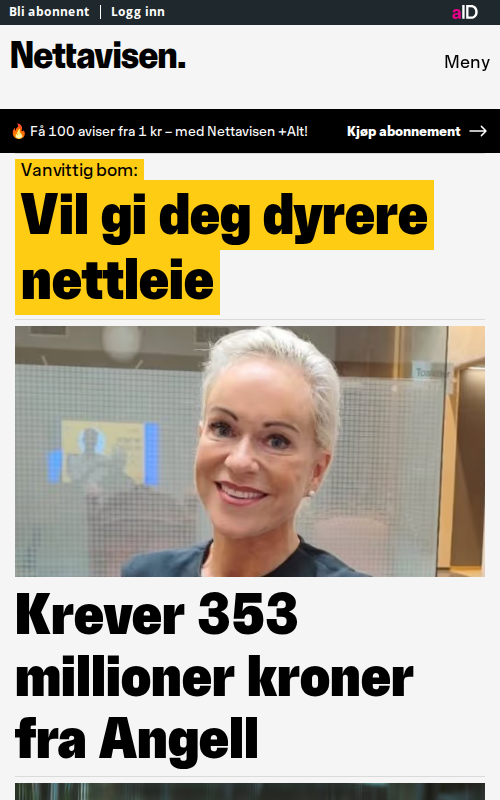 Bli abonnent | Logg inn
aID
Nettavisen.
Meny
🔥 Få 100 aviser fra 1 kr – med Nettavisen +Alt!
Kjøp abonnement →
Vanvittig bom:
Vil gi deg dyrere
nettleie
Krever 353
millioner kroner
fra Angell